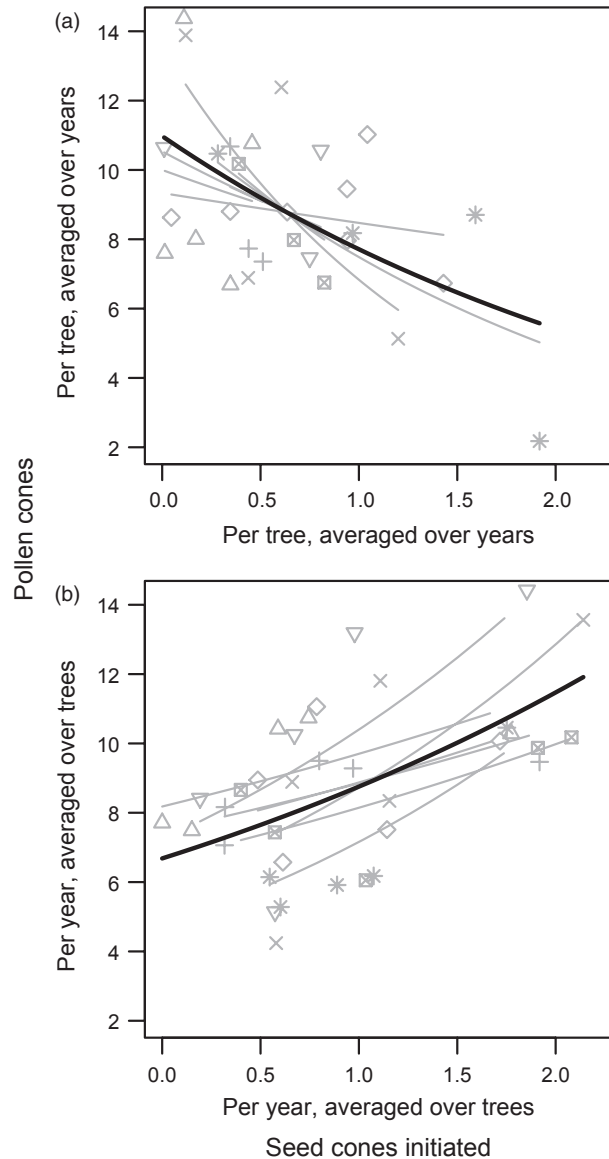 (a)
14
12
10
8
6
4
2
Per tree, averaged over years
0.0 0.5 1.0 1.5 2.0
Per tree, averaged over years
Pollen cones
(b)
14
12
10
8
6
4
2
Per year, averaged over trees
0.0 0.5 1.0 1.5 2.0
Per year, averaged over trees
Seed cones initiated